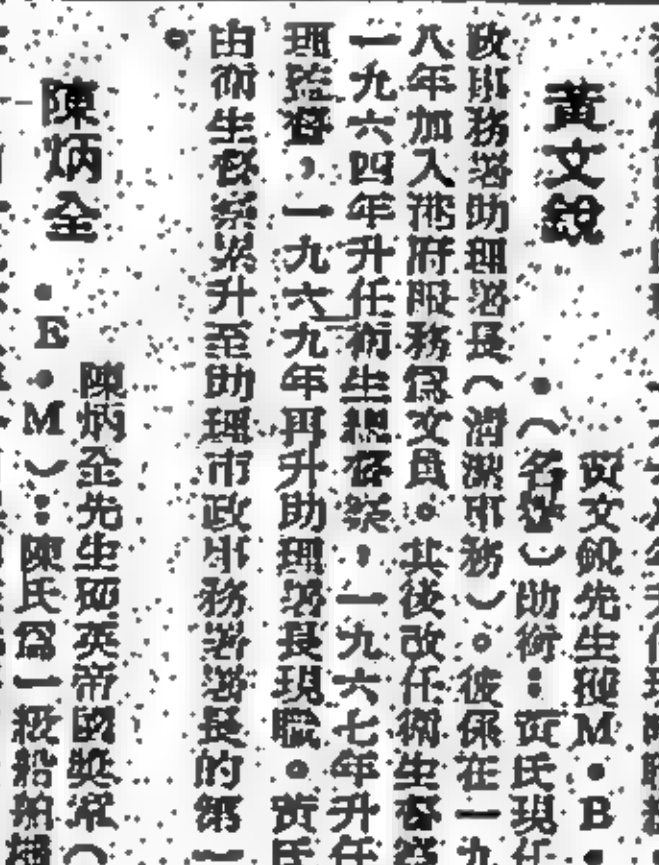 黃文銳
黃文銳先生獲M・B・
・(名譽)助銜：黃氏現任
政事務署助理署長(清潔事務)。彼係在一九
八年加入港府服務爲文員。其後改任衛生督察
一九六四年升任衛生總督察，一九六七年升任
理監督，一九六九年再升助理署長現職。黃氏
由衛生督察累升至助理市政事務署署長的第一
。
陳炳全
陳炳全先生獲英帝國獎章(
・E・M)：陳氏爲一級船舶